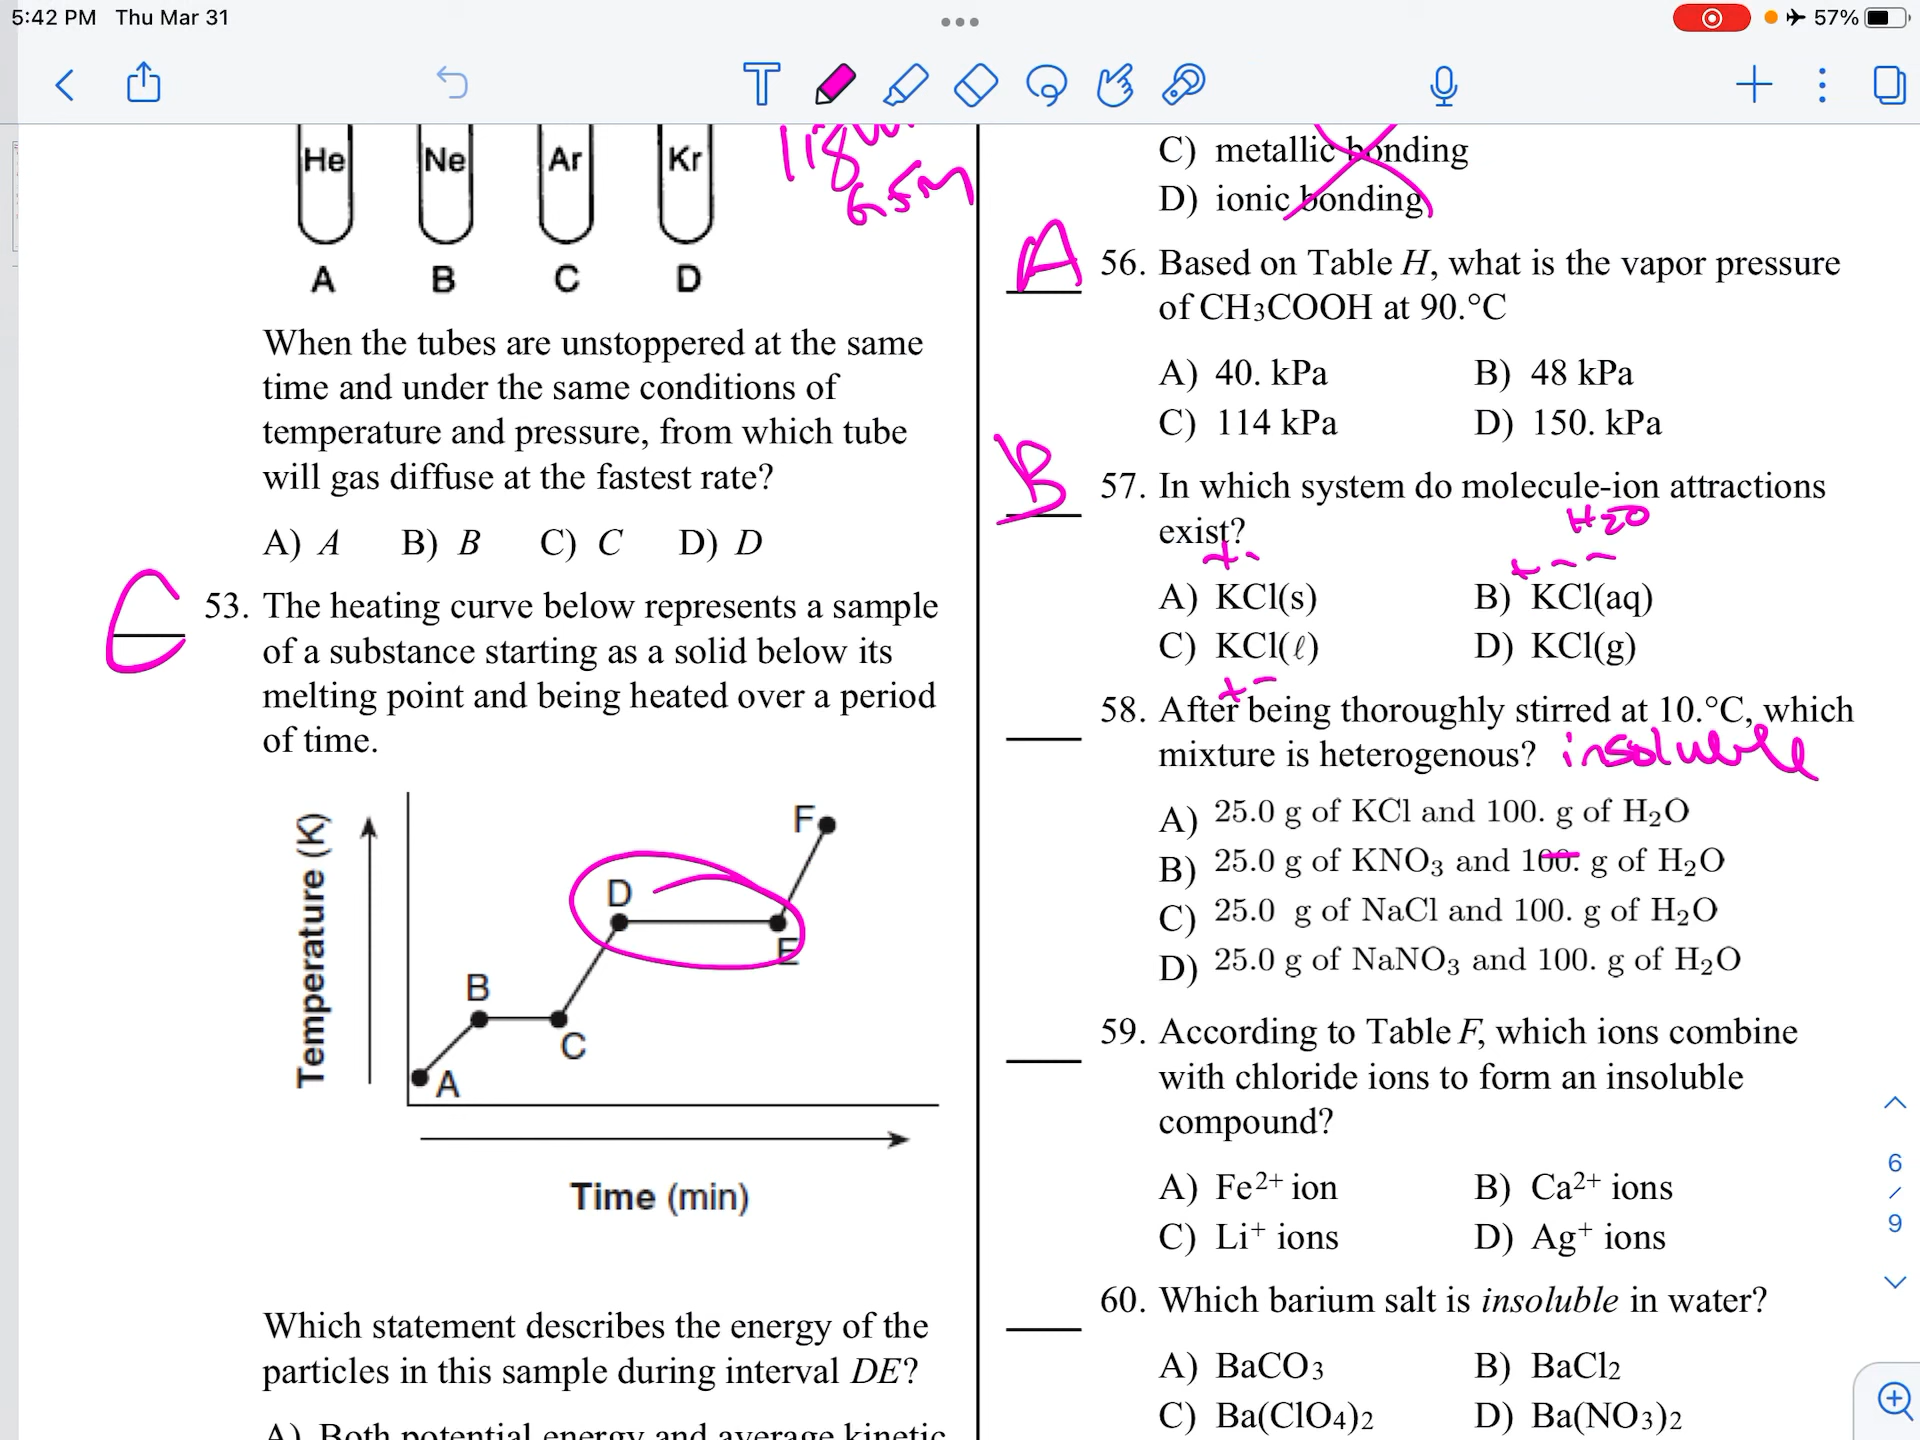 5:42 PM Thu Mar 31
57%
He Ne Ar Kr
A B C D
When the tubes are unstoppered at the same
time and under the same conditions of
temperature and pressure, from which tube
will gas diffuse at the fastest rate?
A) A B) B C) C D) D
C
53. The heating curve below represents a sample
of a substance starting as a solid below its
melting point and being heated over a period
of time.
Temperature (K)
F
D
E
B
C
A
Time (min)
Which statement describes the energy of the
particles in this sample during interval DE?
A) Both potential energy and average kinetic
C) metallic bonding
D) ionic bonding
A
56. Based on Table H, what is the vapor pressure
of CH3COOH at 90.°C
A) 40. kPa B) 48 kPa
C) 114 kPa D) 150. kPa
B
57. In which system do molecule-ion attractions
exist?
H2O
+ - + - -
A) KCl(s) B) KCl(aq)
C) KCl(ℓ) D) KCl(g)
+ -
58. After being thoroughly stirred at 10.°C, which
mixture is heterogenous? insoluble
A) 25.0 g of KCl and 100. g of H2O
B) 25.0 g of KNO3 and 100. g of H2O
C) 25.0 g of NaCl and 100. g of H2O
D) 25.0 g of NaNO3 and 100. g of H2O
59. According to Table F, which ions combine
with chloride ions to form an insoluble
compound?
A) Fe2+ ion B) Ca2+ ions
C) Li+ ions D) Ag+ ions
60. Which barium salt is insoluble in water?
A) BaCO3 B) BaCl2
C) Ba(ClO4)2 D) Ba(NO3)2
6
/
9